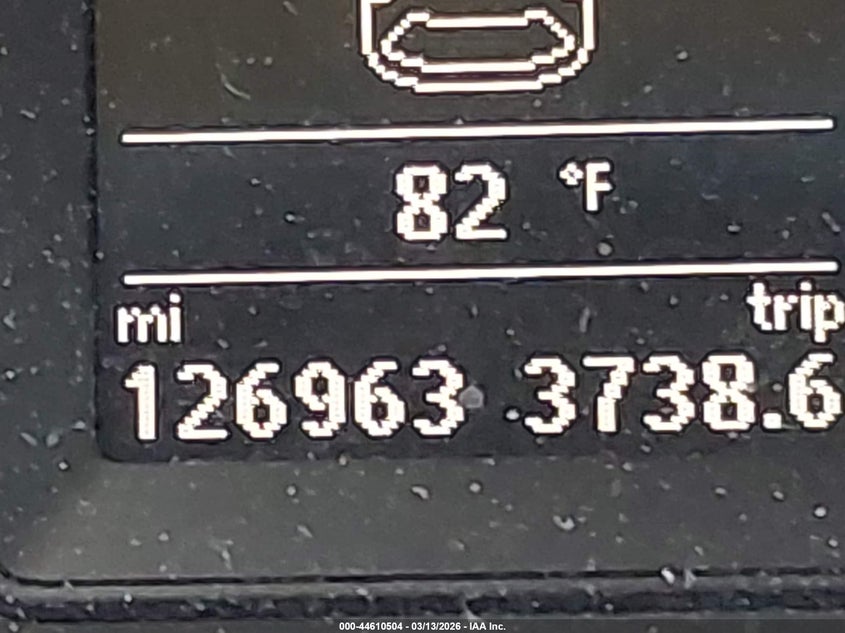 82 °F
mi trip
126963 3738.6
000-44610504 - 03/13/2026 - IAA Inc.